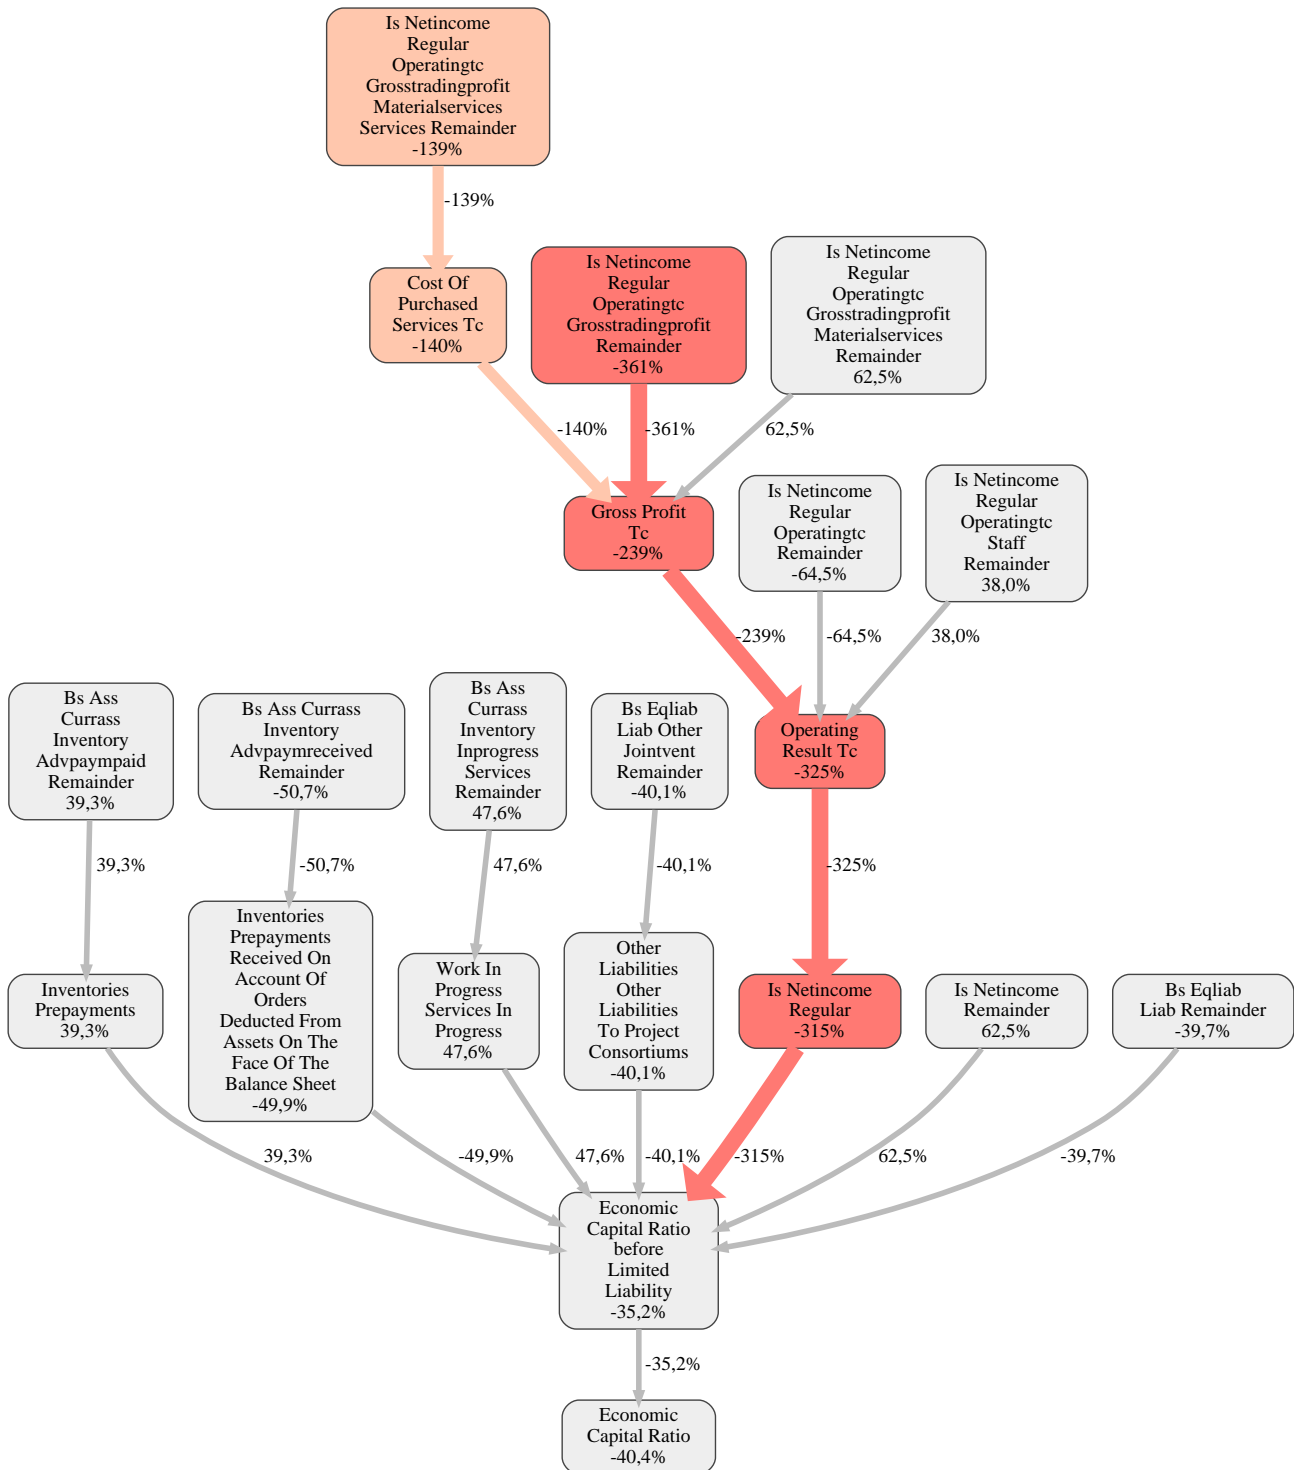 Is Netincome
Regular
Operatingtc
Grosstradingprofit
Materialservices
Services Remainder
-139%
-139%
Cost Of
Purchased
Services Tc
-140%
Is Netincome
Regular
Operatingtc
Grosstradingprofit
Remainder
-361%
Is Netincome
Regular
Operatingtc
Grosstradingprofit
Materialservices
Remainder
62,5%
-140%
-361%
62,5%
Gross Profit
Tc
-239%
Is Netincome
Regular
Operatingtc
Remainder
-64,5%
Is Netincome
Regular
Operatingtc
Staff
Remainder
38,0%
-239%
-64,5%
38,0%
Bs Ass
Currass
Inventory
Advpaympaid
Remainder
39,3%
Bs Ass Currass
Inventory
Advpaymreceived
Remainder
-50,7%
Bs Ass
Currass
Inventory
Inprogress
Services
Remainder
47,6%
Bs Eqliab
Liab Other
Jointvent
Remainder
-40,1%
Operating
Result Tc
-325%
39,3%
-50,7%
47,6%
-40,1%
-325%
Inventories
Prepayments
39,3%
Inventories
Prepayments
Received On
Account Of
Orders
Deducted From
Assets On The
Face Of The
Balance Sheet
-49,9%
Work In
Progress
Services In
Progress
47,6%
Other
Liabilities
Other
Liabilities
To Project
Consortiums
-40,1%
Is Netincome
Regular
-315%
Is Netincome
Remainder
62,5%
Bs Eqliab
Liab Remainder
-39,7%
39,3%
-49,9%
47,6%
-40,1%
-315%
62,5%
-39,7%
Economic
Capital Ratio
before
Limited
Liability
-35,2%
-35,2%
Economic
Capital Ratio
-40,4%